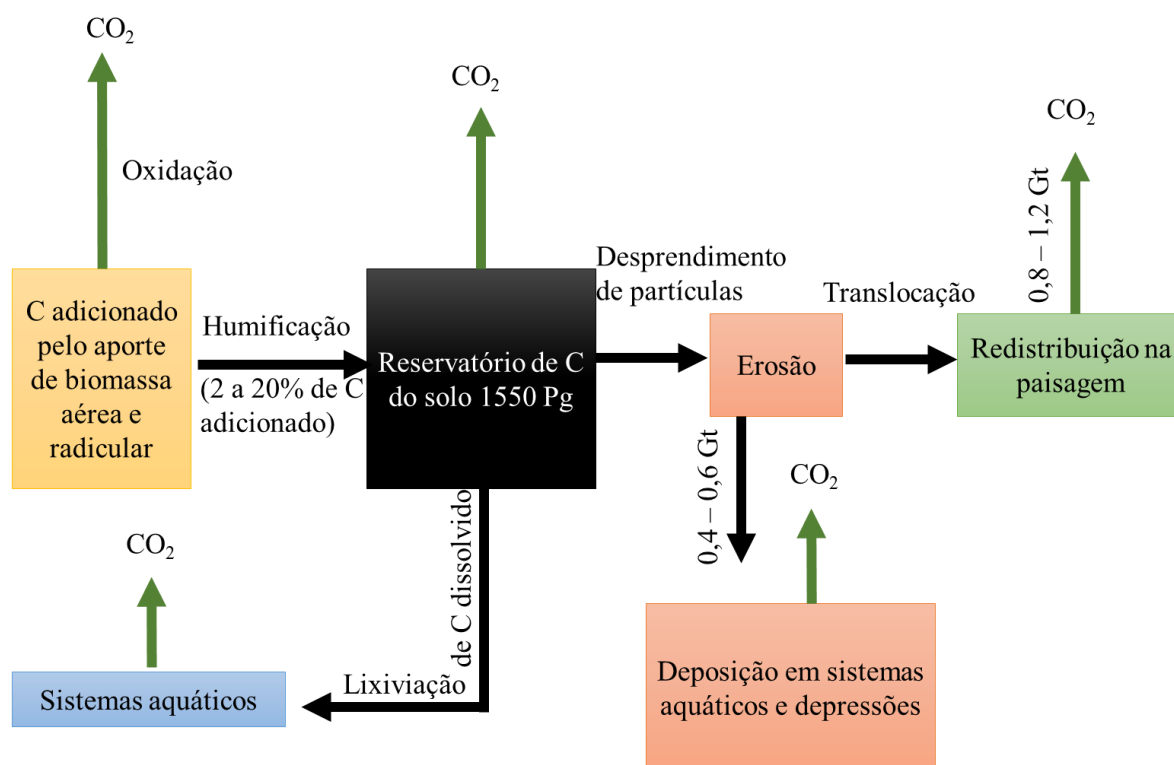 CO2
Oxidação
C adicionado
pelo aporte
de biomassa
aérea e
radicular
Humificação
(2 a 20% de C
adicionado)
CO2
Reservatório de C
do solo 1550 Pg
Desprendimento
de partículas
Erosão
Translocação
CO2
0,8 – 1,2 Gt
Redistribuição na
paisagem
0,4 – 0,6 Gt
CO2
Deposição em sistemas
aquáticos e depressões
de C dissolvido
Lixiviação
CO2
Sistemas aquáticos